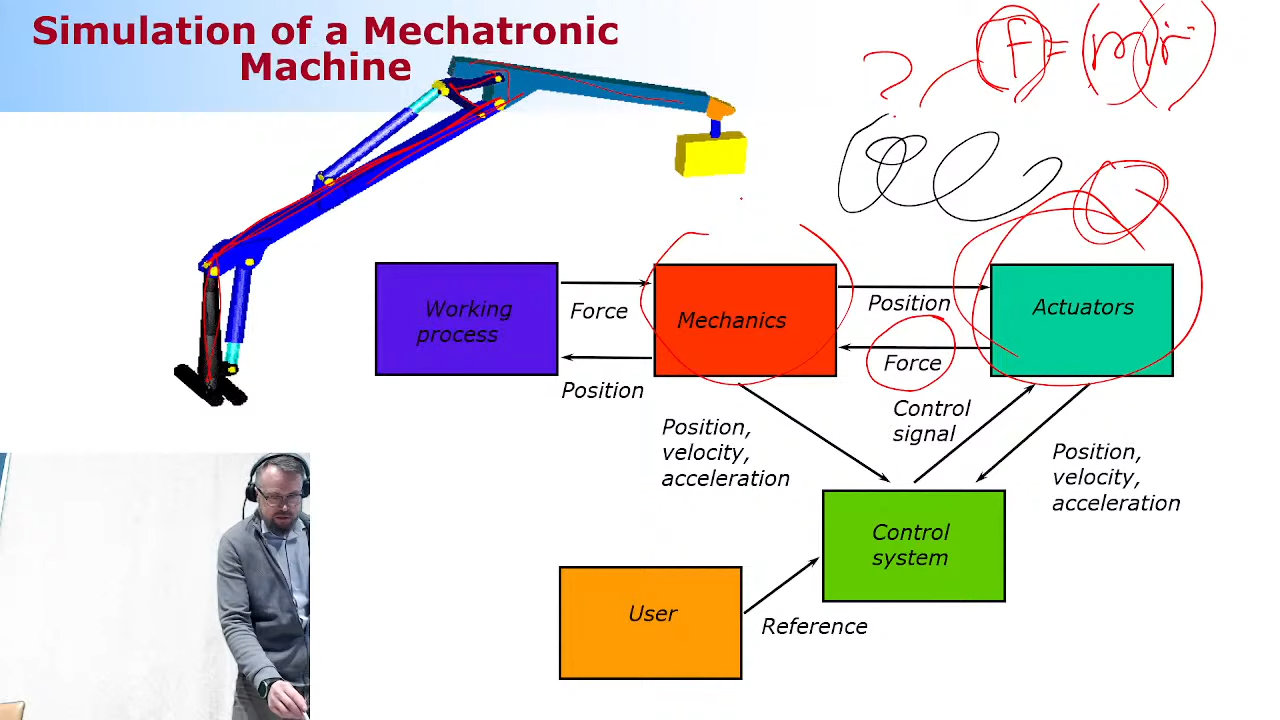 Simulation of a Mechatronic
Machine
? F = (m)(r̈)
Working
process
Force
Position
Mechanics
Position
Force
Actuators
Position,
velocity,
acceleration
Control
signal
Position,
velocity,
acceleration
Control
system
User
Reference